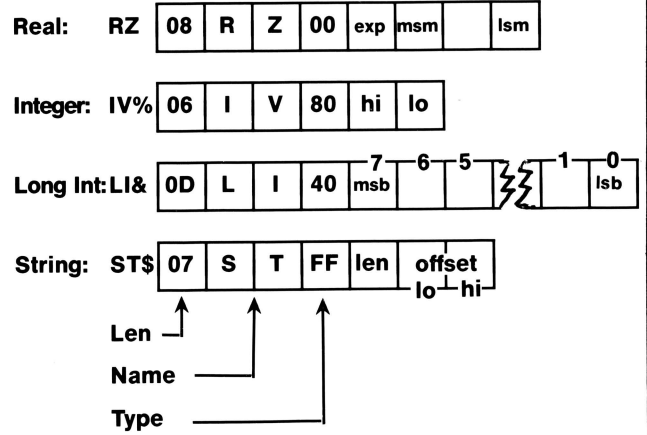 Real: RZ 08 R Z 00 exp msm lsm
Integer: IV% 06 I V 80 hi lo
7 6 5 1 0
Long Int: LI& 0D L I 40 msb lsb
String: ST$ 07 S T FF len offset
lo hi
Len
Name
Type